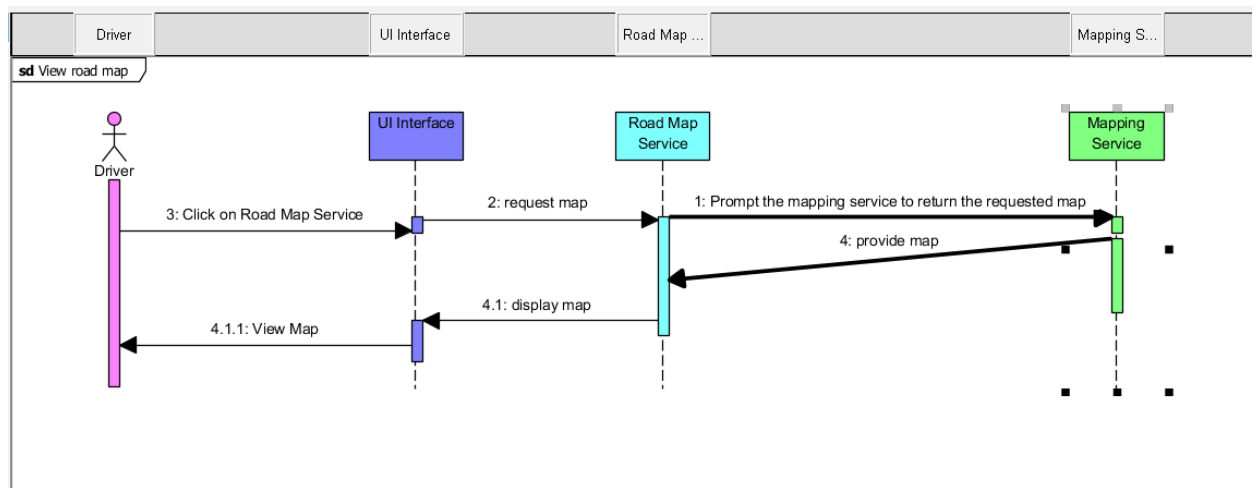 Driver
UI Interface
Road Map ...
Mapping S...
sd View road map
Driver
UI Interface
Road Map
Service
Mapping
Service
3: Click on Road Map Service
2: request map
1: Prompt the mapping service to return the requested map
4: provide map
4.1: display map
4.1.1: View Map